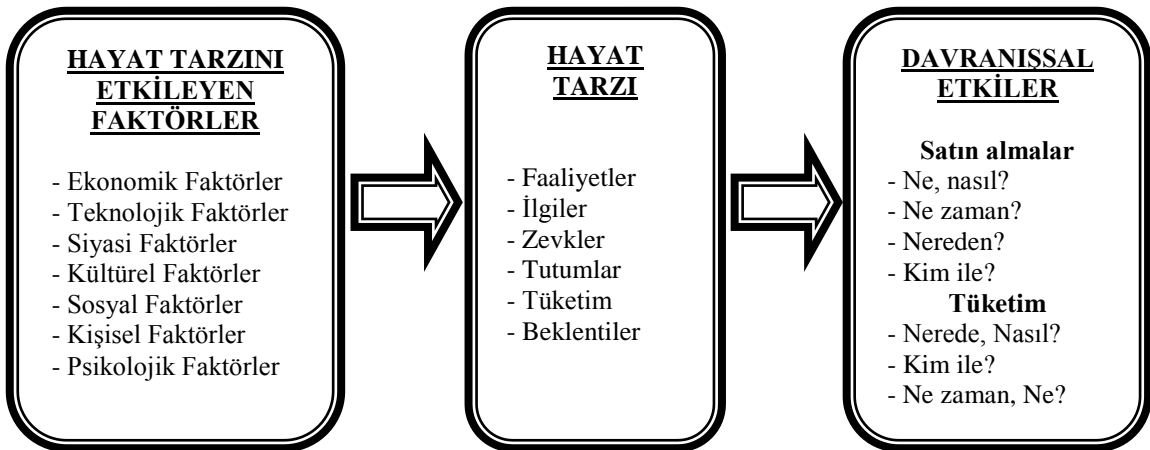 HAYAT TARZINI
ETKİLEYEN
FAKTÖRLER
- Ekonomik Faktörler
- Teknolojik Faktörler
- Siyasi Faktörler
- Kültürel Faktörler
- Sosyal Faktörler
- Kişisel Faktörler
- Psikolojik Faktörler
HAYAT
TARZI
- Faaliyetler
- İlgiler
- Zevkler
- Tutumlar
- Tüketim
- Beklentiler
DAVRANIŞSAL
ETKİLER
Satın almalar
- Ne, nasıl?
- Ne zaman?
- Nereden?
- Kim ile?
Tüketim
- Nerede, Nasıl?
- Kim ile?
- Ne zaman, Ne?